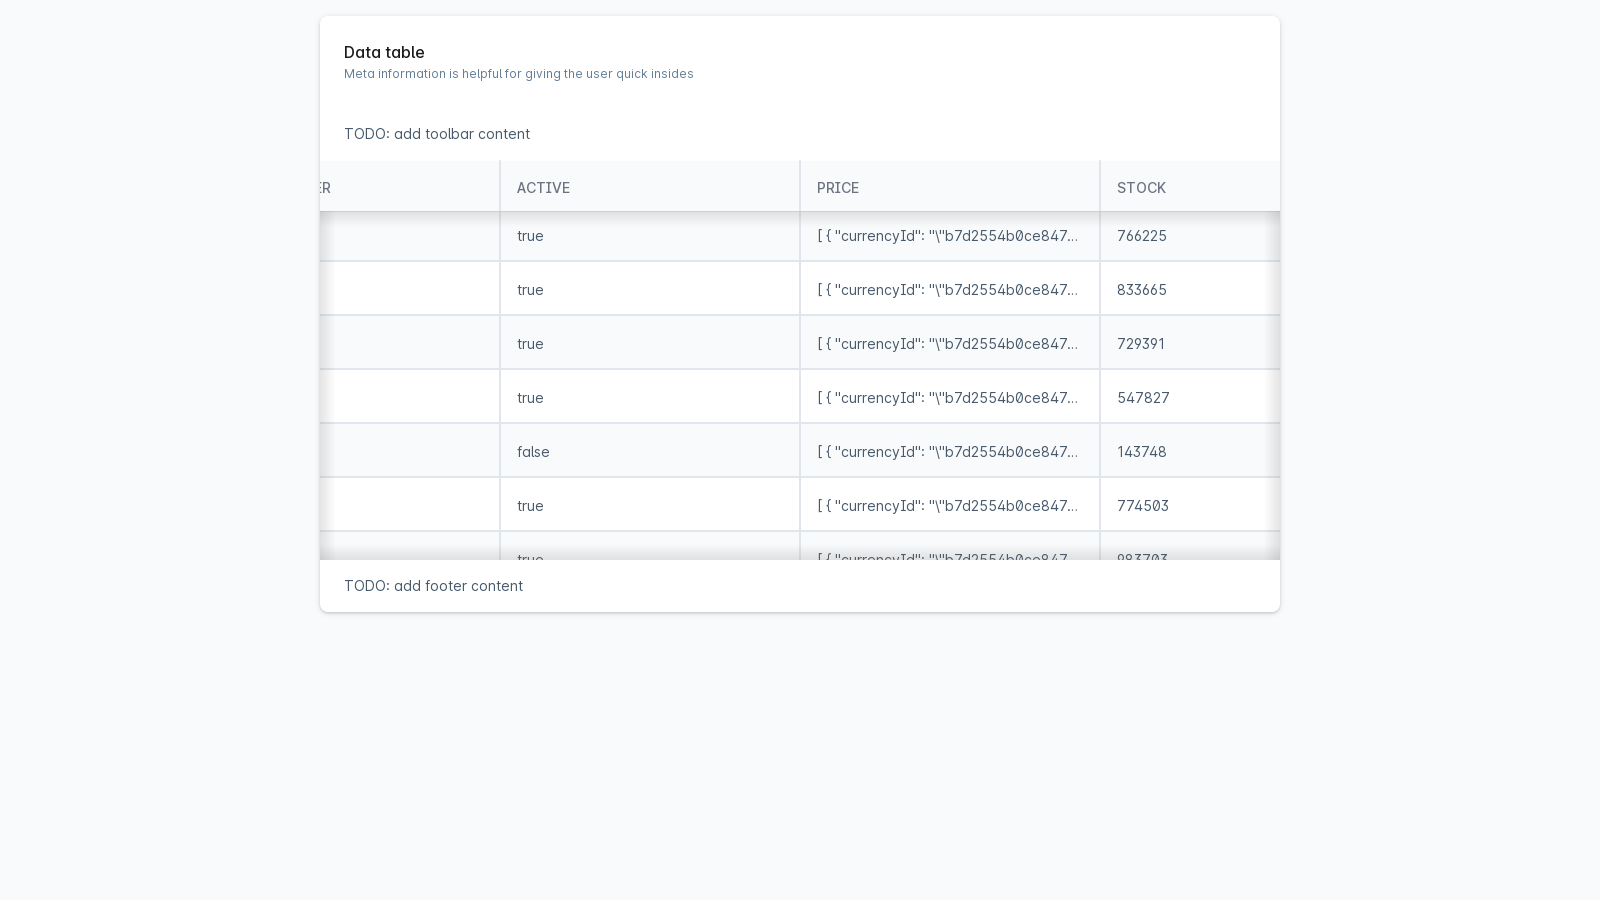 Data table
Meta information is helpful for giving the user quick insides
TODO: add toolbar content
ER ACTIVE PRICE STOCK
true [ { "currencyId": "\"b7d2554b0ce847... 766225
true [ { "currencyId": "\"b7d2554b0ce847... 833665
true [ { "currencyId": "\"b7d2554b0ce847... 729391
true [ { "currencyId": "\"b7d2554b0ce847... 547827
false [ { "currencyId": "\"b7d2554b0ce847... 143748
true [ { "currencyId": "\"b7d2554b0ce847... 774503
true [ { "currencyId": "\"b7d2554b0ce847... 983703
TODO: add footer content